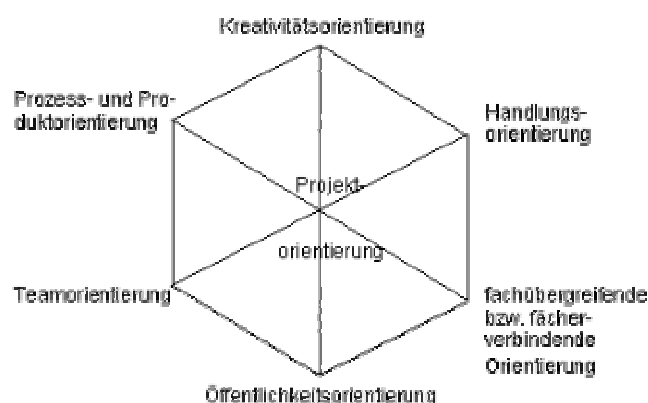 Kreativitätsorientierung
Prozess- und Pro-
duktorientierung
Handlungs-
orientierung
Projekt-
orientierung
Teamorientierung
fachübergreifende
bzw. fächer-
verbindende
Orientierung
Öffentlichkeitsorientierung